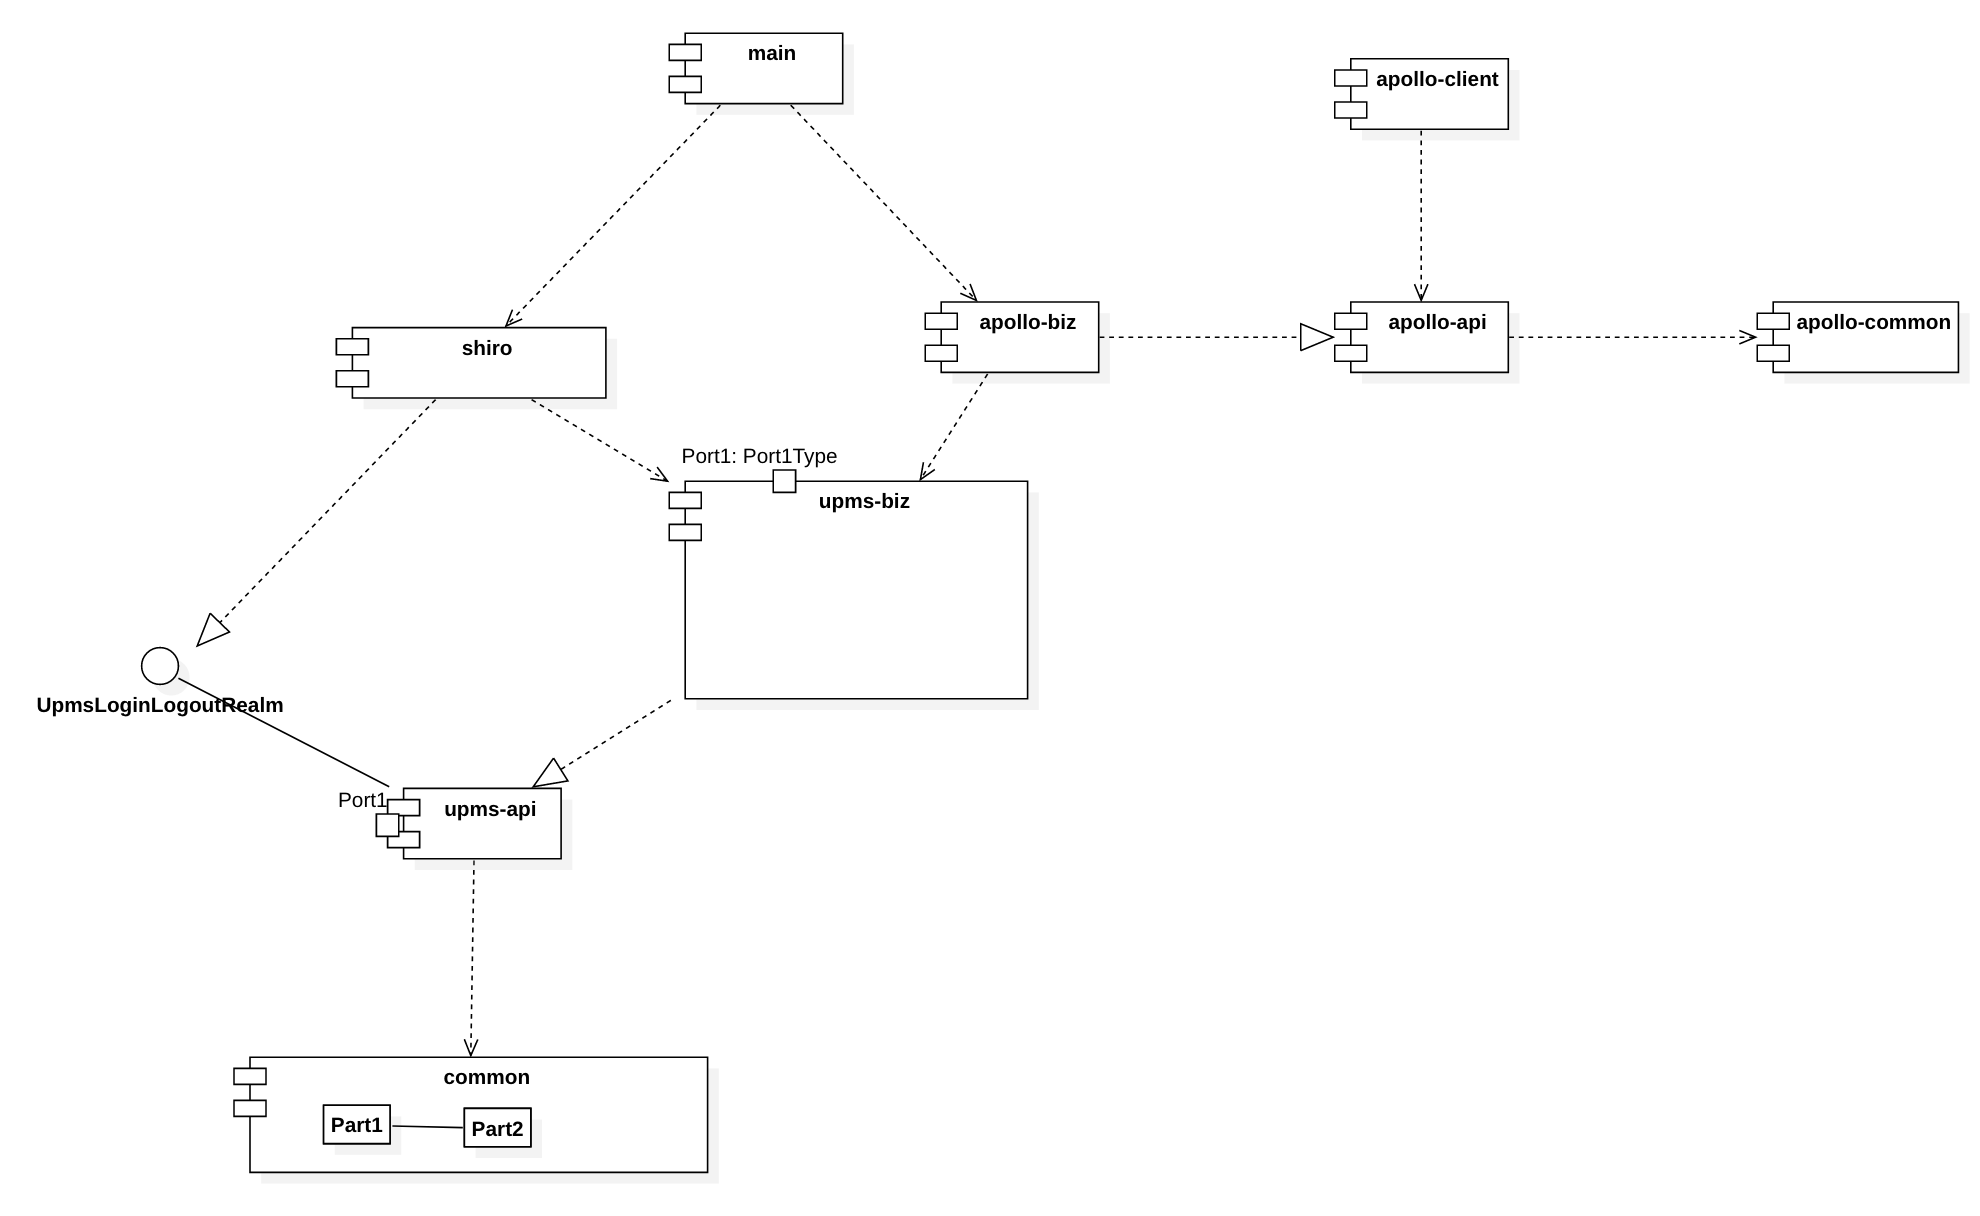 main
apollo-client
shiro
apollo-biz
apollo-api
apollo-common
Port1: Port1Type
upms-biz
UpmsLoginLogoutRealm
Port1
upms-api
common
Part1
Part2